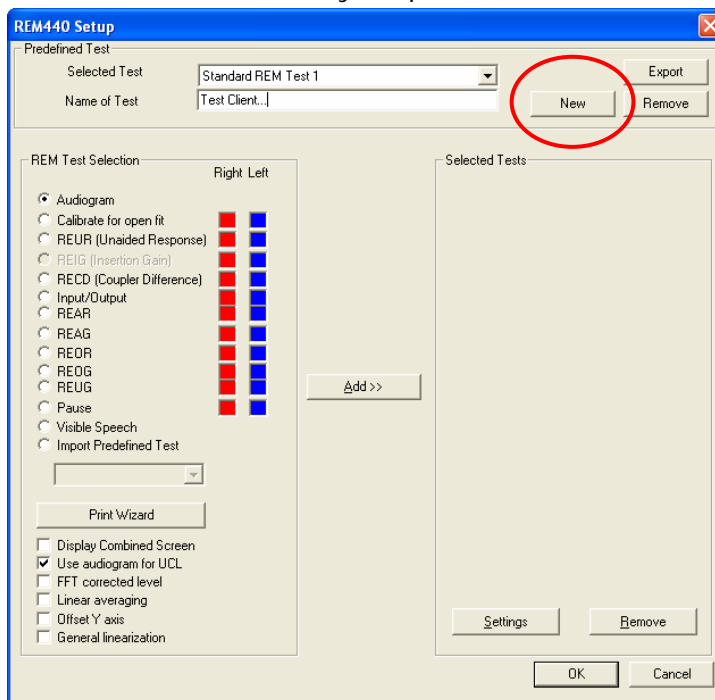 REM440 Setup
Predefined Test
Selected Test Standard REM Test 1 Export
Name of Test Test Client... New Remove
REM Test Selection Selected Tests
Right Left
Audiogram
Calibrate for open fit
REUR (Unaided Response)
REIG (Insertion Gain)
RECD (Coupler Difference)
Input/Output
REAR
REAG
REOR
REOG
REUG
Add >>
Pause
Visible Speech
Import Predefined Test
Print Wizard
Display Combined Screen
Use audiogram for UCL
FFT corrected level
Linear averaging
Offset Y axis
General linearization
Settings Remove
OK Cancel